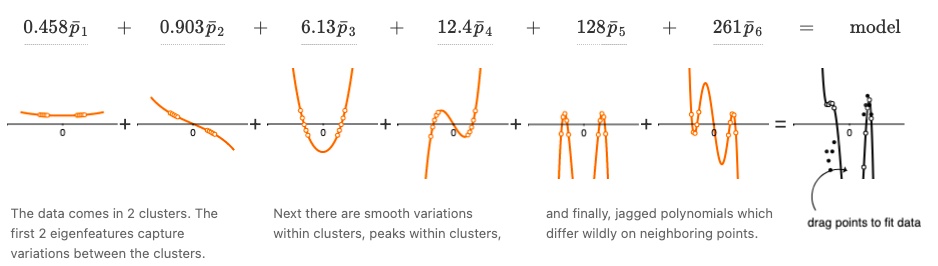 0.458p̄₁ + 0.903p̄₂ + 6.13p̄₃ + 12.4p̄₄ + 128p̄₅ + 261p̄₆ = model
0 + 0 + 0 + 0 + 0 + 0 = 0
drag points to fit data
The data comes in 2 clusters. The
first 2 eigenfeatures capture
variations between the clusters.
Next there are smooth variations
within clusters, peaks within clusters,
and finally, jagged polynomials which
differ wildly on neighboring points.